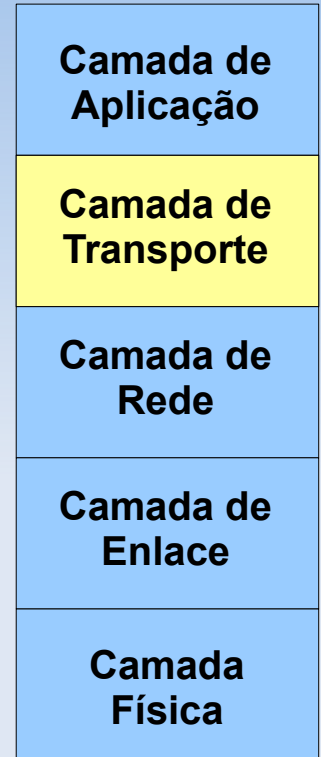 Camada de
Aplicação
Camada de
Transporte
Camada de
Rede
Camada de
Enlace
Camada
Física